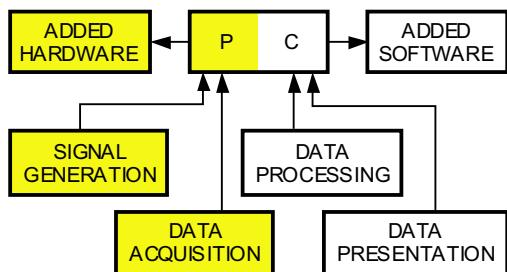 ADDED
HARDWARE
P
C
ADDED
SOFTWARE
SIGNAL
GENERATION
DATA
PROCESSING
DATA
ACQUISITION
DATA
PRESENTATION